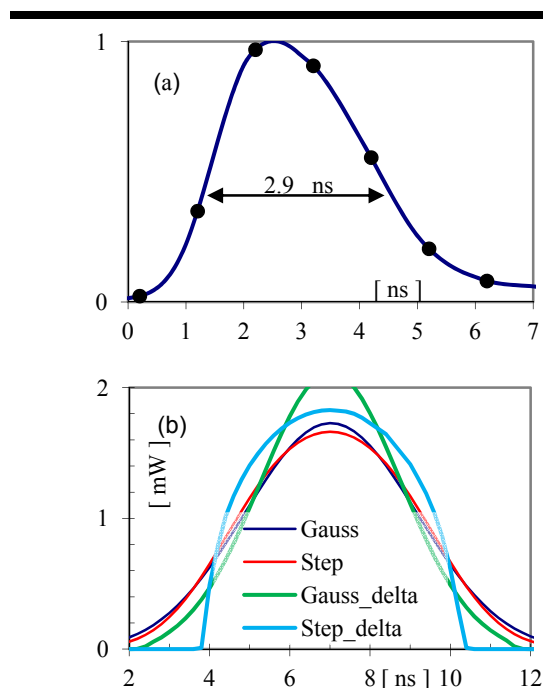 1
(a)
2.9 ns
[ ns ]
0
0 1 2 3 4 5 6 7
2
(b)
[ mW ]
1
Gauss
Step
Gauss_delta
Step_delta
0
2 4 6 8 [ ns ] 10 12